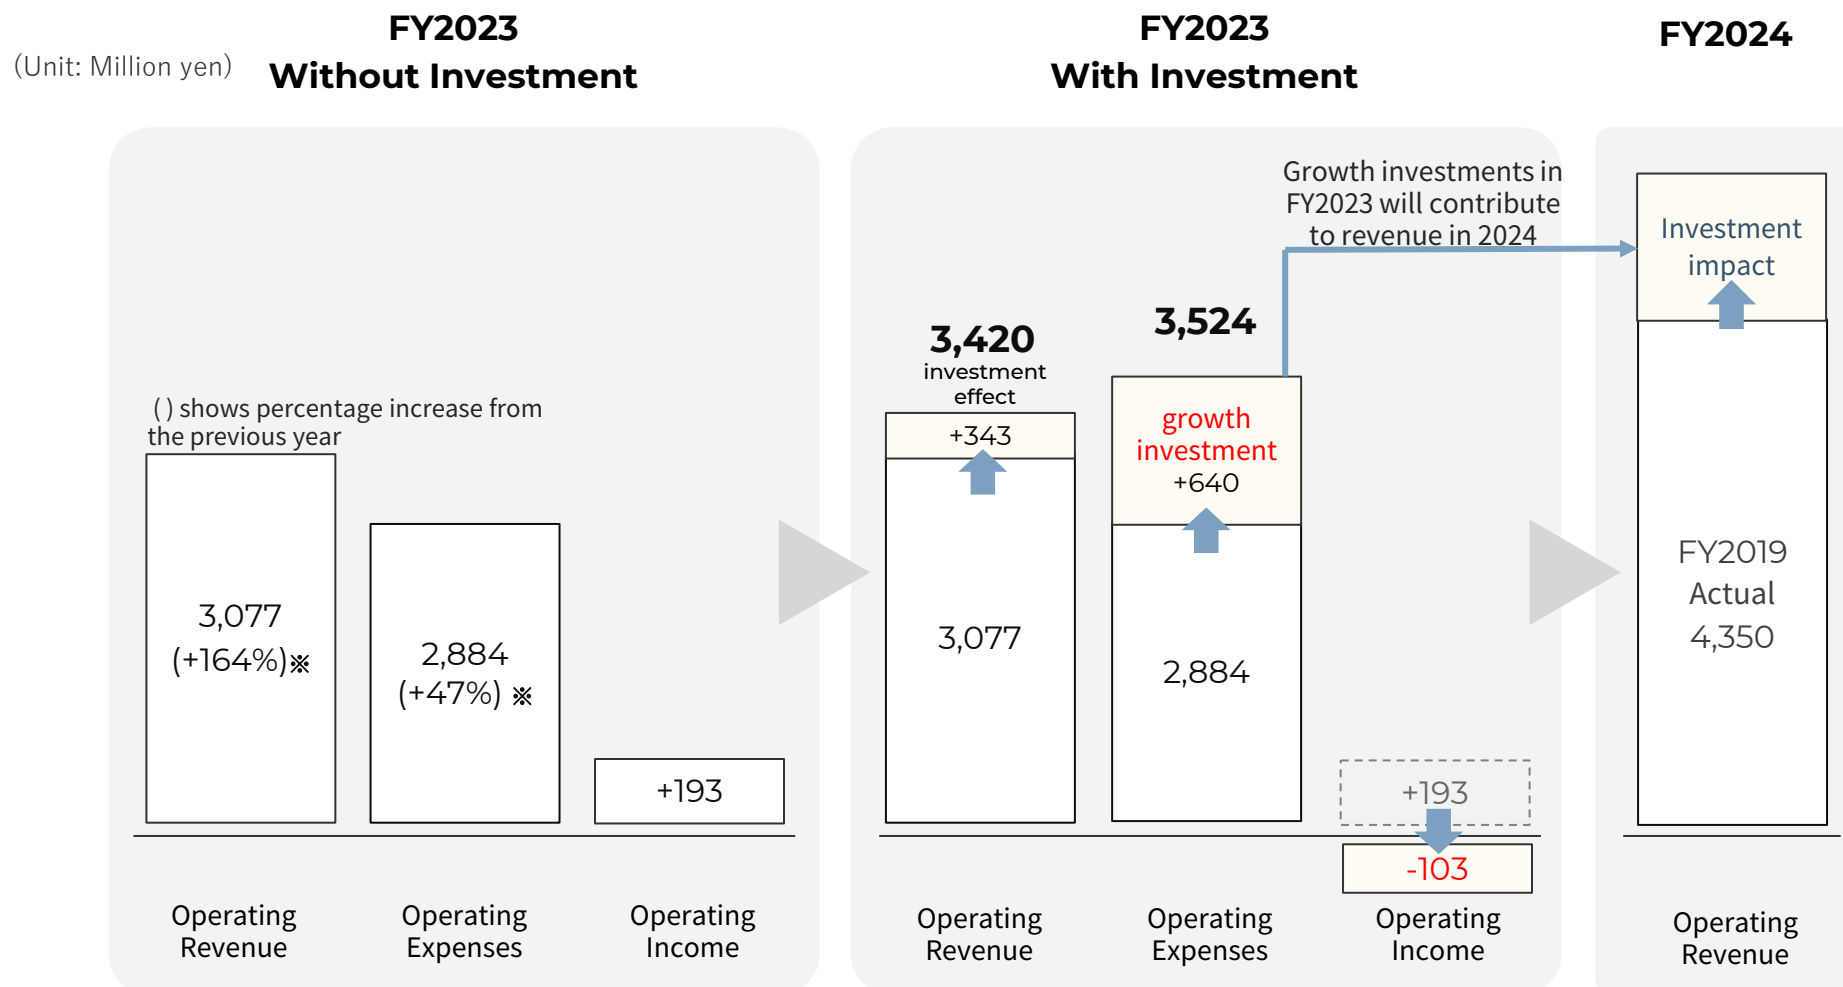 (Unit: Million yen)
FY2023
Without Investment
( ) shows percentage increase from
the previous year
3,077
(+164%)※
2,884
(+47%) ※
+193
Operating
Revenue
Operating
Expenses
Operating
Income
FY2023
With Investment
Growth investments in
FY2023 will contribute
to revenue in 2024
3,420
investment
effect
+343
3,077
3,524
growth
investment
+640
2,884
+193
-103
Operating
Revenue
Operating
Expenses
Operating
Income
FY2024
Investment
impact
FY2019
Actual
4,350
Operating
Revenue